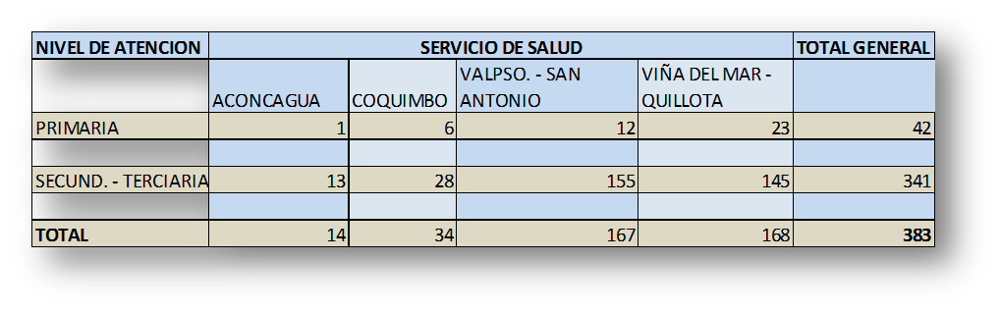 NIVEL DE ATENCION SERVICIO DE SALUD TOTAL GENERAL
ACONCAGUA COQUIMBO VALPSO. - SAN ANTONIO VIÑA DEL MAR - QUILLOTA
PRIMARIA 1 6 12 23 42
SECUND. - TERCIARIA 13 28 155 145 341
TOTAL 14 34 167 168 383